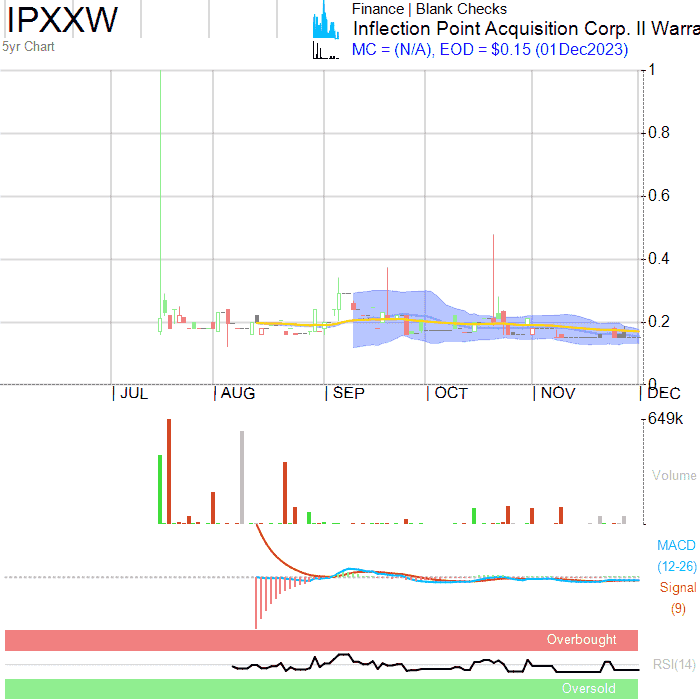 IPXXW
5yr Chart
Finance | Blank Checks
Inflection Point Acquisition Corp. II Warra
MC = (N/A), EOD = $0.15 (01Dec2023)
1
0.8
0.6
0.4
0.2
0
JUL AUG SEP OCT NOV DEC
649k
Volume
MACD
(12-26)
Signal
(9)
Overbought
RSI(14)
Oversold